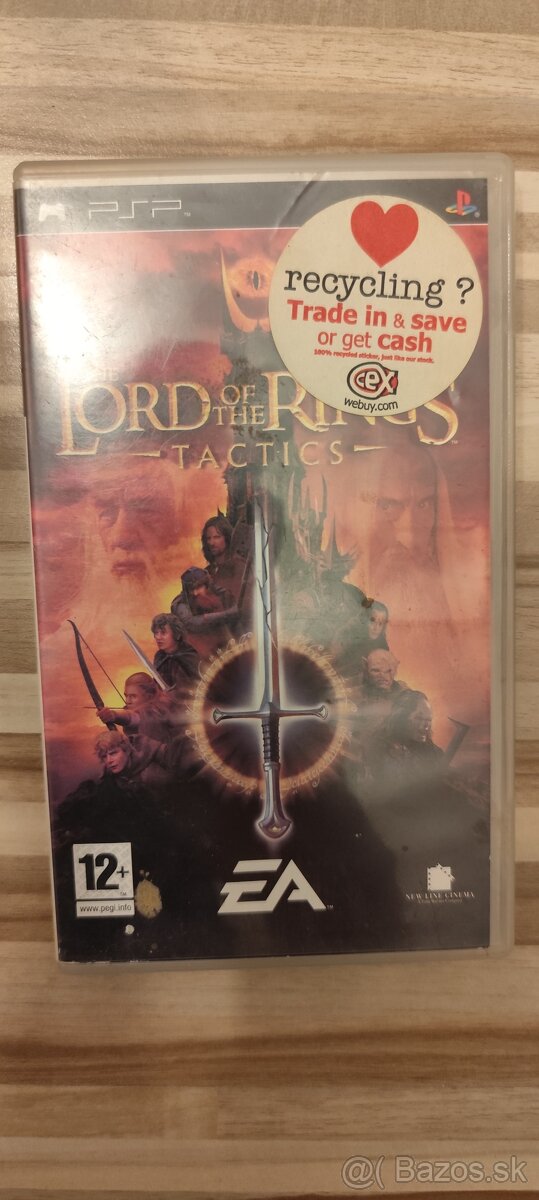 PSP
recycling ?
Trade in & save
or get cash
100% recycled sticker, just like our stock.
cex
webuy.com
LORD OF THE RINGS
TACTICS
12+
www.pegi.info
EA
NEW LINE CINEMA
@( Bazos.sk